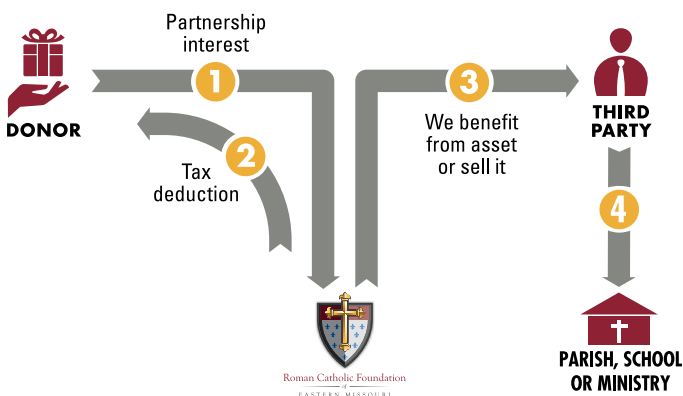 Partnership
interest
1
3
DONOR
THIRD
PARTY
We benefit
from asset
or sell it
2
Tax
deduction
4
Roman Catholic Foundation
of
EASTERN MISSOURI
PARISH, SCHOOL
OR MINISTRY